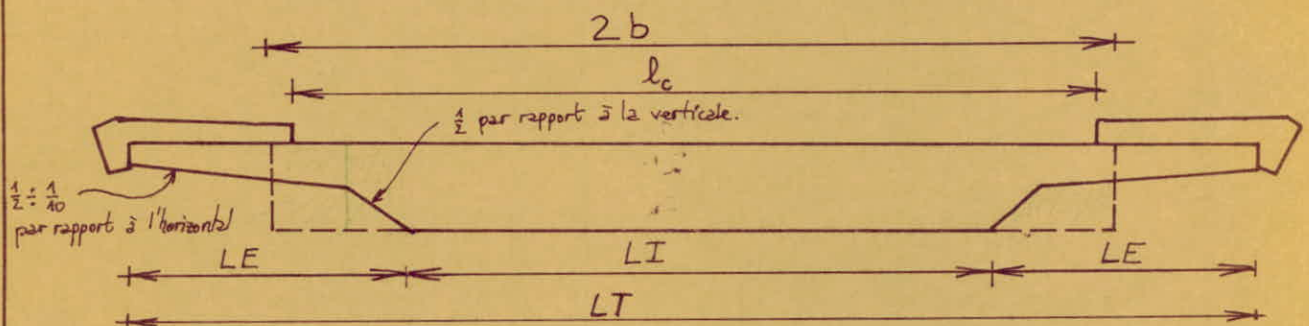 2b
lc
1/2 par rapport à la verticale.
1/2 ÷ 1/10
par rapport à l'horizontal
LE
LI
LE
LT